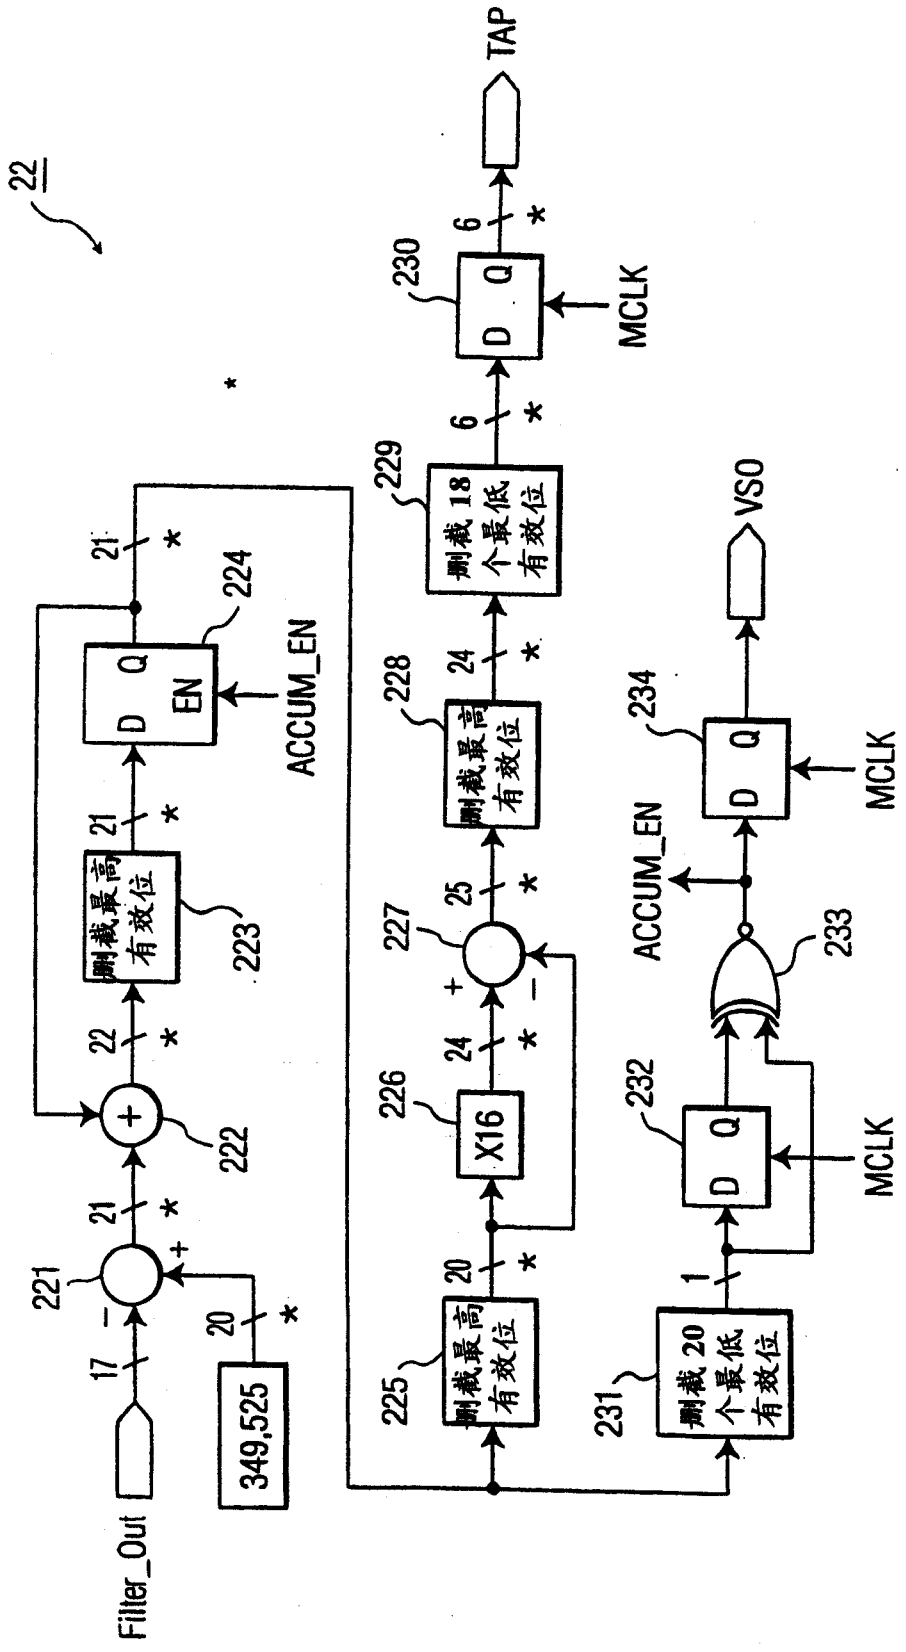 22
Filter_Out
17
−
221
+
349,525
20
*
21
*
+
222
22
*
删截最高
有效位
223
21
*
D
Q
EN
224
ACCUM_EN
21
*
*
删截最高
有效位
225
20
*
X16
226
24
*
+
−
227
25
*
删截最高
有效位
228
24
*
删截 18
个最低
有效位
229
6
*
D
Q
230
MCLK
6
*
TAP
删截 20
个最低
有效位
231
1
D
Q
232
MCLK
233
ACCUM_EN
D
Q
234
MCLK
VSO